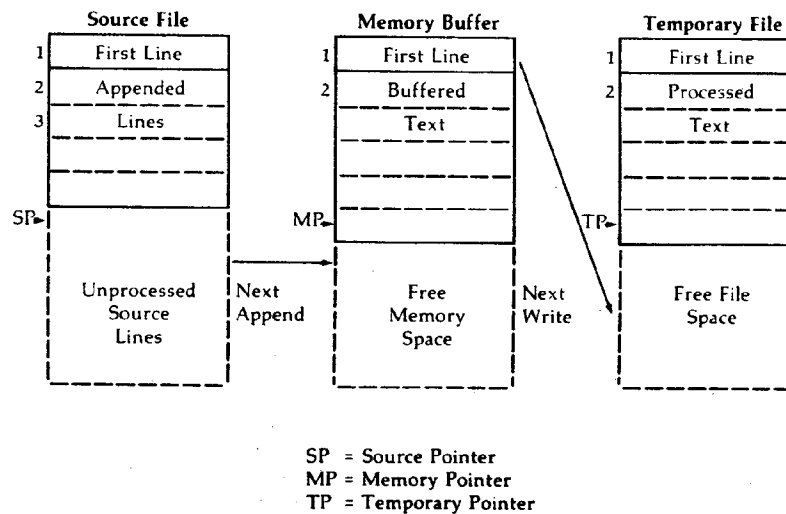 Source File Memory Buffer Temporary File
1 First Line 1 First Line 1 First Line
2 Appended 2 Buffered 2 Processed
3 Lines Text Text
SP MP TP
Unprocessed Source Lines
Next Append
Free Memory Space
Next Write
Free File Space
SP = Source Pointer
MP = Memory Pointer
TP = Temporary Pointer